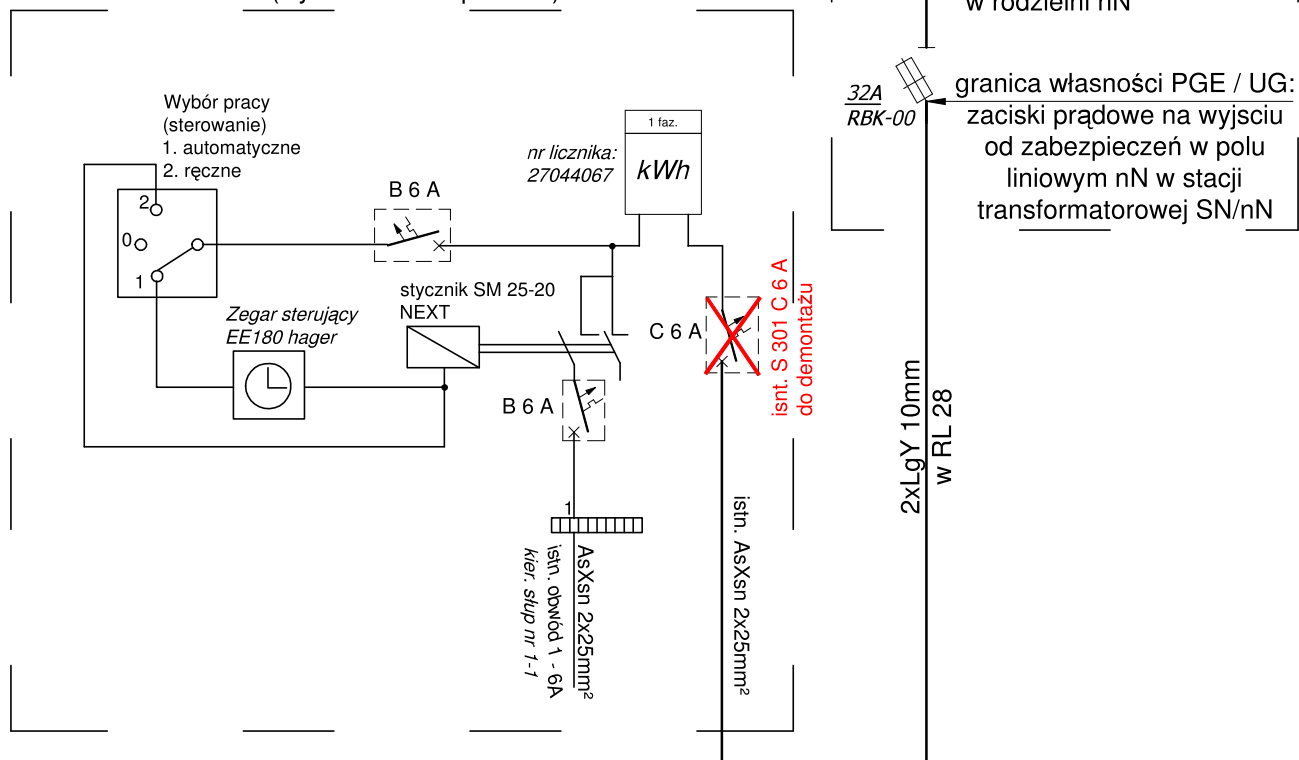 w rodzielni nN
Wybór pracy
(sterowanie)
1. automatyczne
2. ręczne
2
0
1
B 6 A
nr licznika:
27044067
1 faz.
kWh
Zegar sterujący
EE180 hager
stycznik SM 25-20
NEXT
B 6 A
C 6 A
isnt. S 301 C 6 A
do demontażu
1
AsXsn 2x25mm²
istn. obwód 1 - 6A
kier. słup nr 1-1
istn. AsXsn 2x25mm²
32A
RBK-00
granica własności PGE / UG:
zaciski prądowe na wyjsciu
od zabezpieczeń w polu
liniowym nN w stacji
transformatorowej SN/nN
2xLgY 10mm
w RL 28